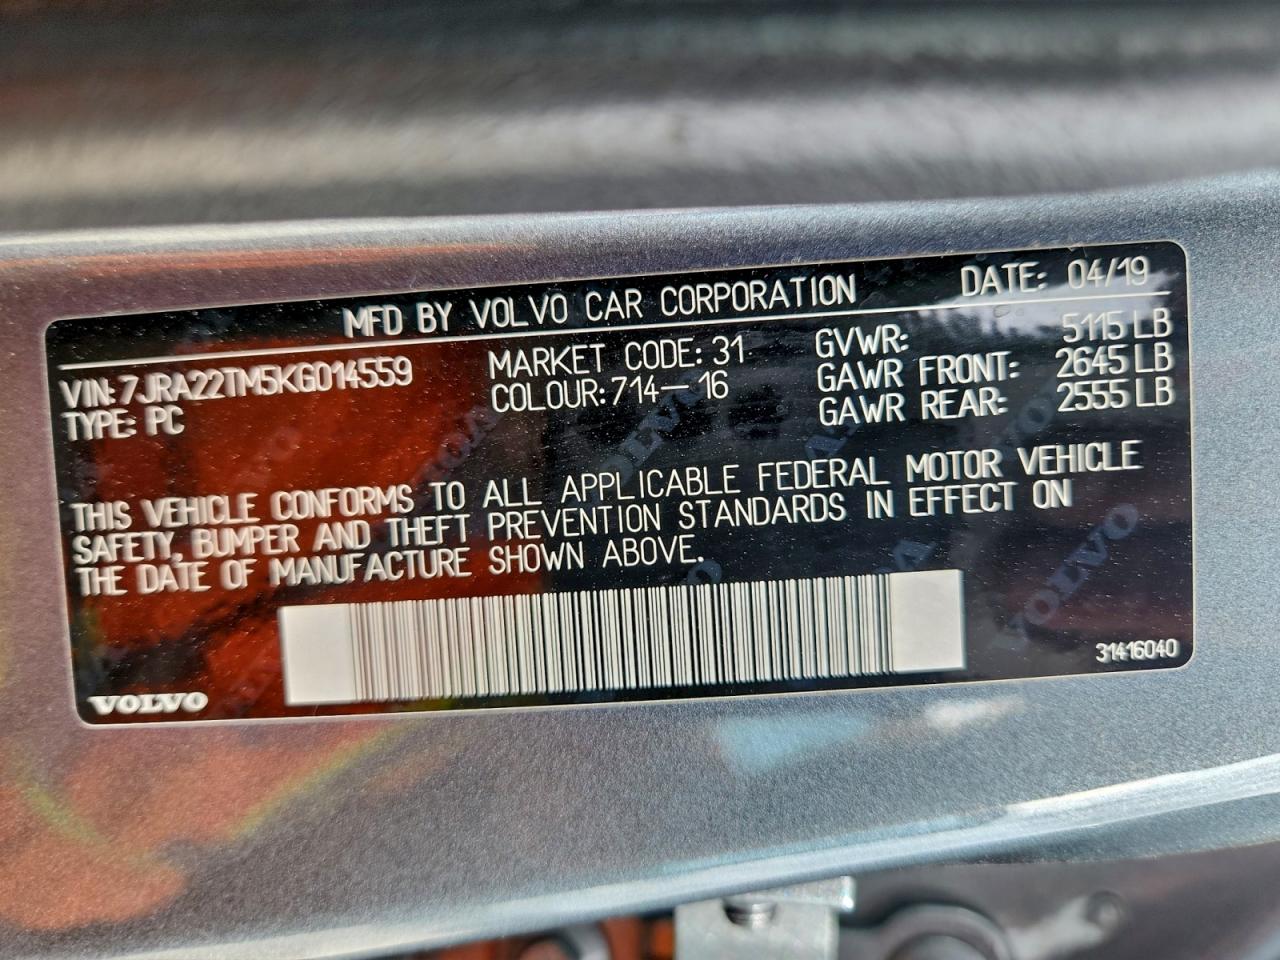 MFD BY VOLVO CAR CORPORATION DATE: 04/19
VIN:7JRA22TM5KG014559 MARKET CODE:31 GVWR: 5115 LB
TYPE: PC COLOUR:714-16 GAWR FRONT: 2645 LB
GAWR REAR: 2555 LB
THIS VEHICLE CONFORMS TO ALL APPLICABLE FEDERAL MOTOR VEHICLE
SAFETY, BUMPER AND THEFT PREVENTION STANDARDS IN EFFECT ON
THE DATE OF MANUFACTURE SHOWN ABOVE.
31416040
VOLVO